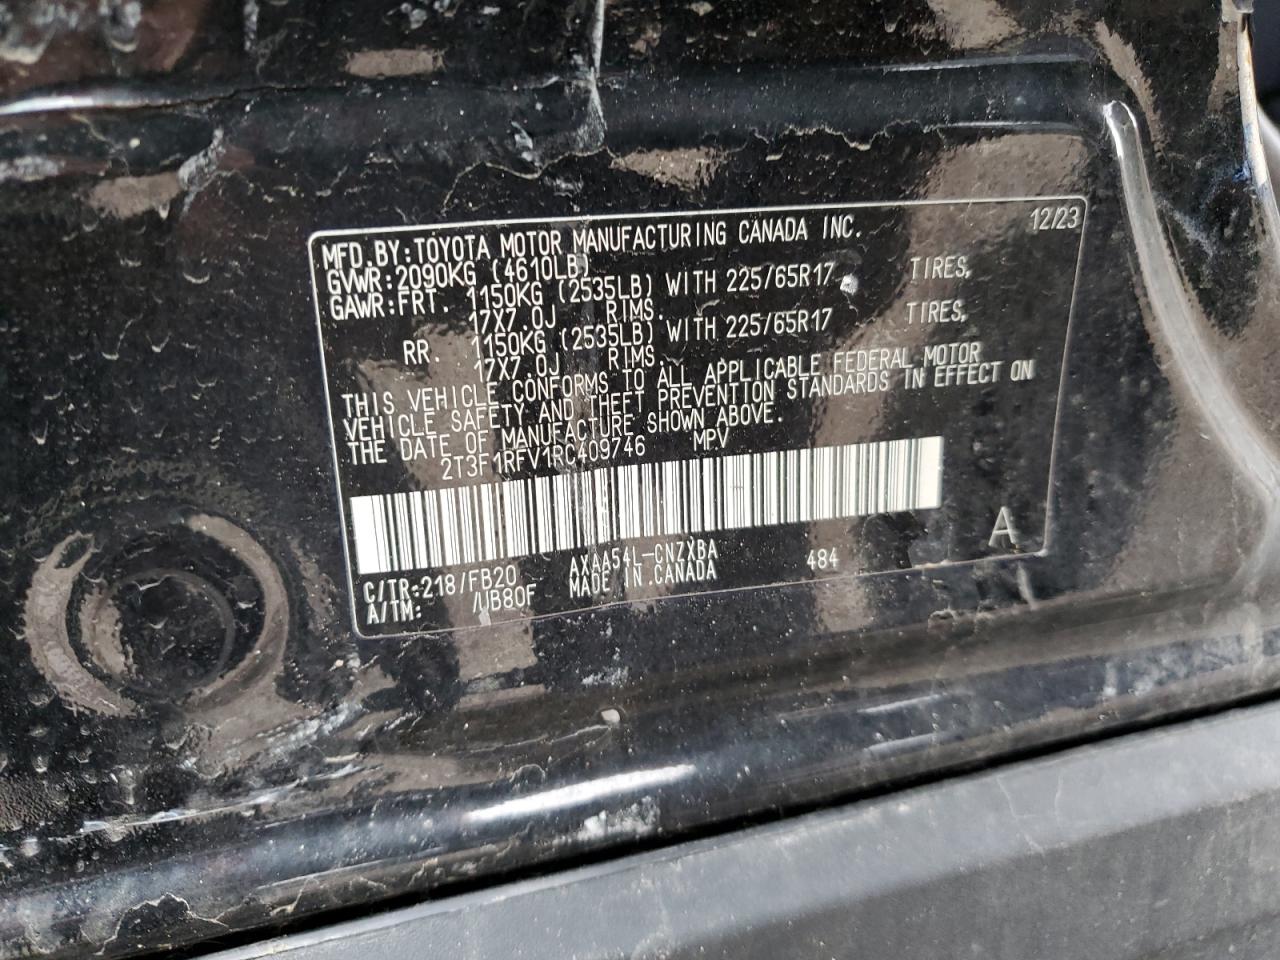 MFD.BY:TOYOTA MOTOR MANUFACTURING CANADA INC. 12/23
GVWR:2090KG (4610LB)
GAWR:FRT. 1150KG (2535LB) WITH 225/65R17 TIRES,
17X7.0J RIMS.
RR. 1150KG (2535LB) WITH 225/65R17 TIRES,
17X7.0J RIMS.
THIS VEHICLE CONFORMS TO ALL APPLICABLE FEDERAL MOTOR
VEHICLE SAFETY AND THEFT PREVENTION STANDARDS IN EFFECT ON
THE DATE OF MANUFACTURE SHOWN ABOVE.
2T3F1RFV1RC409746 MPV
C/TR:218/FB20 AXAA54L-CNZXBA 484 A
A/TM: /UB80F MADE IN CANADA